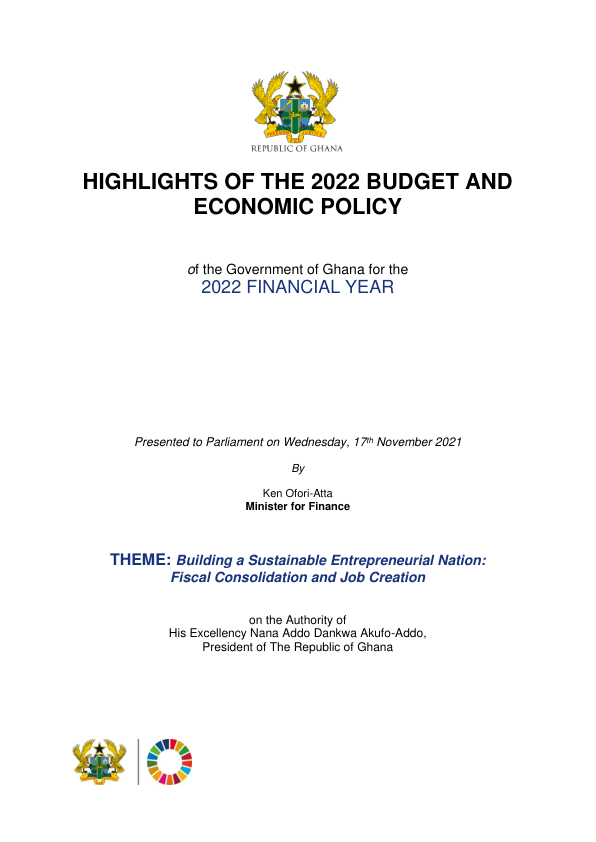 REPUBLIC OF GHANA
HIGHLIGHTS OF THE 2022 BUDGET AND
ECONOMIC POLICY
of the Government of Ghana for the
2022 FINANCIAL YEAR
Presented to Parliament on Wednesday, 17th November 2021
By
Ken Ofori-Atta
Minister for Finance
THEME: Building a Sustainable Entrepreneurial Nation:
Fiscal Consolidation and Job Creation
on the Authority of
His Excellency Nana Addo Dankwa Akufo-Addo,
President of The Republic of Ghana